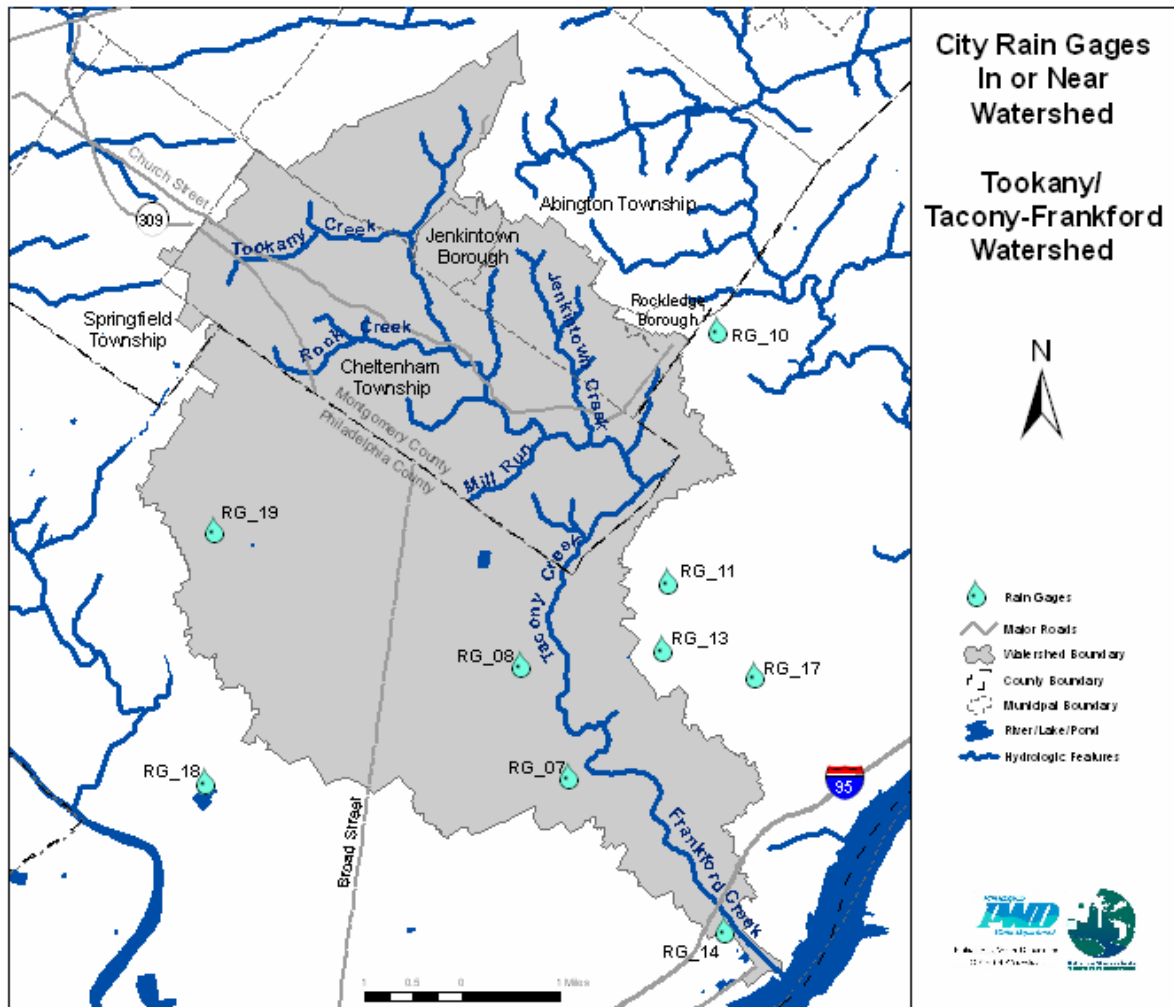 City Rain Gages
In or Near
Watershed
Tookany/
Tacony-Frankford
Watershed
N
Rain Gages
Major Roads
Watershed Boundary
County Boundary
Municipal Boundary
River/Lake/Pond
Hydrologic Features
PWD
Church Street
309
Tookany Creek
Abington Township
Jenkintown
Borough
Jenkintown Creek
Rockledge
Borough
RG_10
Springfield
Township
Rock Creek
Cheltenham
Township
Montgomery County
Philadelphia County
Mill Run
RG_19
Tacony Creek
RG_11
RG_13
RG_08
RG_17
RG_18
RG_07
95
Broad Street
Frankford Creek
RG_14
1 0.5 0 1 Miles